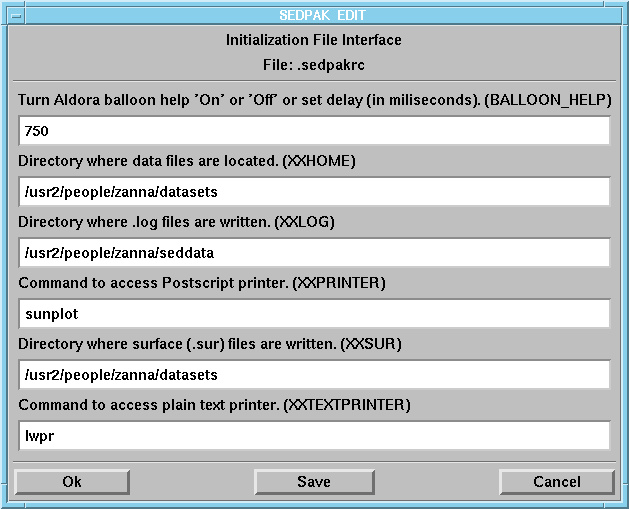 SEDPAK EDIT
Initialization File Interface
File: .sedpakrc
Turn Aldora balloon help 'On' or 'Off' or set delay (in miliseconds). (BALLOON_HELP)
750
Directory where data files are located. (XXHOME)
/usr2/people/zanna/datasets
Directory where .log files are written. (XXLOG)
/usr2/people/zanna/seddata
Command to access Postscript printer. (XXPRINTER)
sunplot
Directory where surface (.sur) files are written. (XXSUR)
/usr2/people/zanna/datasets
Command to access plain text printer. (XXTEXTPRINTER)
lwpr
Ok Save Cancel